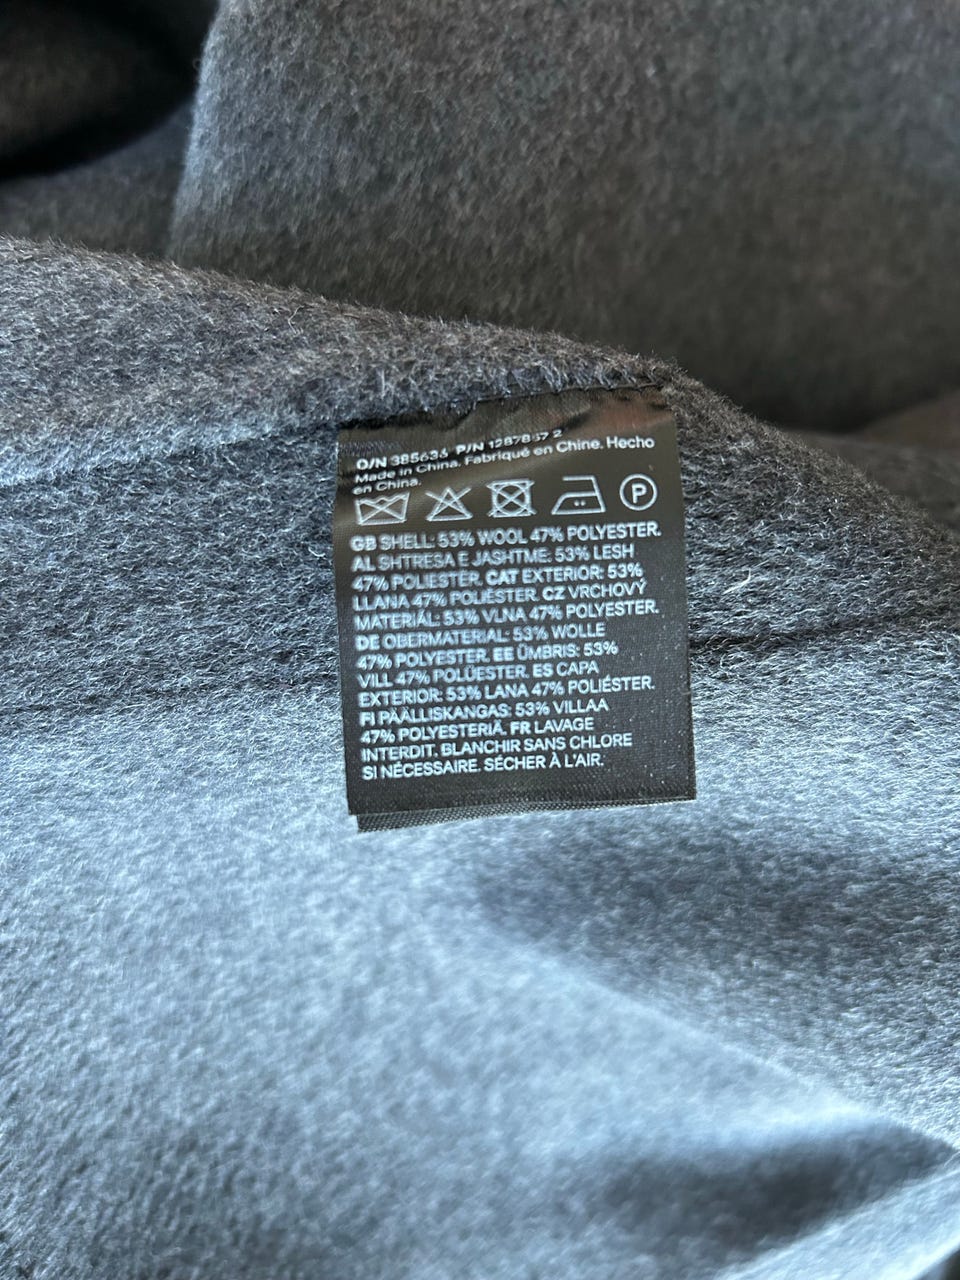 O/N 385636 P/N
Made in China. Fabriqué en Chine. Hecho
en China.
P
GB SHELL: 53% WOOL 47% POLYESTER.
AL SHTRESA E JASHTME: 53% LESH
47% POLIESTER. CAT EXTERIOR: 53%
LLANA 47% POLIÈSTER. CZ VRCHOVÝ
MATERIÁL: 53% VLNA 47% POLYESTER.
DE OBERMATERIAL: 53% WOLLE
47% POLYESTER. EE ÜMBRIS: 53%
VILL 47% POLÜESTER. ES CAPA
EXTERIOR: 53% LANA 47% POLIÉSTER.
FI PÄÄLLISKANGAS: 53% VILLAA
47% POLYESTERIÄ. FR LAVAGE
INTERDIT. BLANCHIR SANS CHLORE
SI NÉCESSAIRE. SÉCHER À L'AIR.